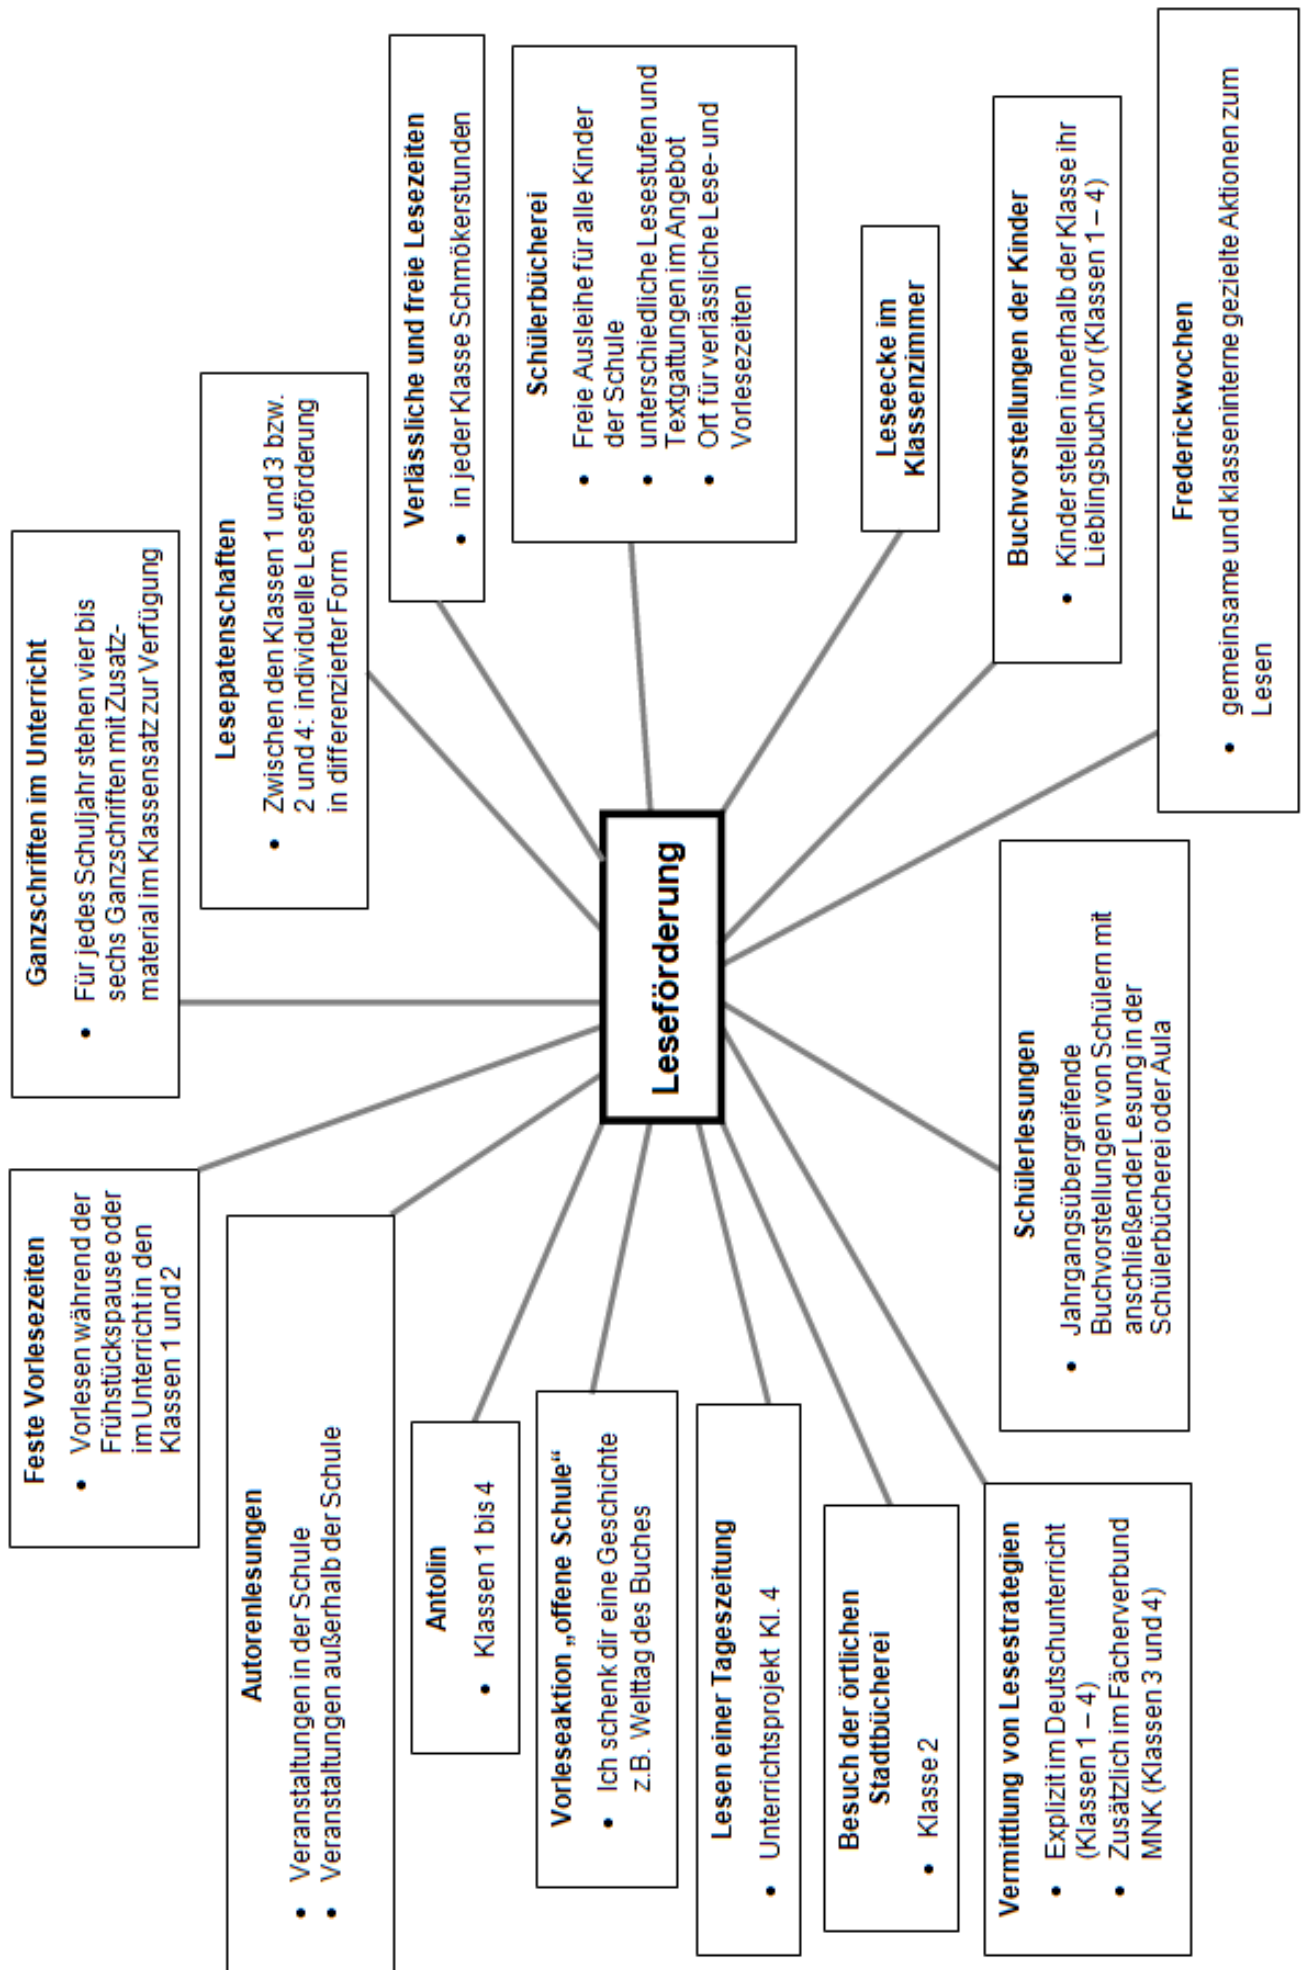 Feste Vorlesezeiten
• Vorlesen während der
Frühstückspause oder
im Unterricht in den
Klassen 1 und 2
Ganzschriften im Unterricht
• Für jedes Schuljahr stehen vier bis
sechs Ganzschriften mit Zusatz-
material im Klassensatz zur Verfügung
Autorenlesungen
• Veranstaltungen in der Schule
• Veranstaltungen außerhalb der Schule
Lesepatenschaften
• Zwischen den Klassen 1 und 3 bzw.
2 und 4: individuelle Leseförderung
in differenzierter Form
Antolin
• Klassen 1 bis 4
Verlässliche und freie Lesezeiten
• in jeder Klasse Schmökerstunden
Vorleseaktion „offene Schule“
• Ich schenk dir eine Geschichte
z.B. Welttag des Buches
Schülerbücherei
• Freie Ausleihe für alle Kinder
der Schule
• unterschiedliche Lesestufen und
Textgattungen im Angebot
• Ort für verlässliche Lese- und
Vorlesezeiten
Leseförderung
Lesen einer Tageszeitung
• Unterrichtsprojekt Kl. 4
Leseecke im
Klassenzimmer
Besuch der örtlichen
Stadtbücherei
• Klasse 2
Buchvorstellungen der Kinder
• Kinder stellen innerhalb der Klasse ihr
Lieblingsbuch vor (Klassen 1 – 4)
Vermittlung von Lesestrategien
• Explizit im Deutschunterricht
(Klassen 1 – 4)
• Zusätzlich im Fächerverbund
MNK (Klassen 3 und 4)
Schülerlesungen
• Jahrgangsübergreifende
Buchvorstellungen von Schülern mit
anschließender Lesung in der
Schülerbücherei oder Aula
Frederickwochen
• gemeinsame und klasseninterne gezielte Aktionen zum
Lesen